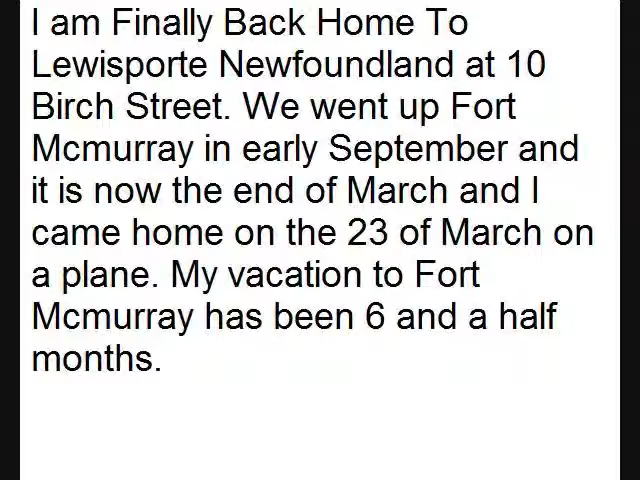 I am Finally Back Home To
Lewisporte Newfoundland at 10
Birch Street. We went up Fort
Mcmurray in early September and
it is now the end of March and I
came home on the 23 of March on
a plane. My vacation to Fort
Mcmurray has been 6 and a half
months.